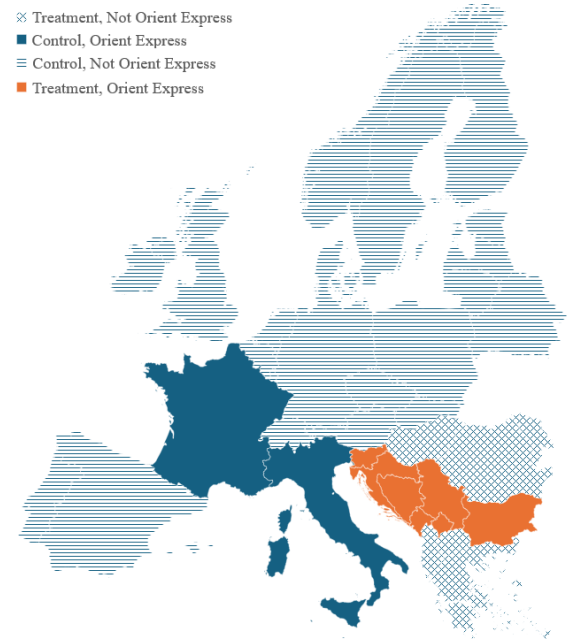 Treatment, Not Orient Express
Control, Orient Express
Control, Not Orient Express
Treatment, Orient Express